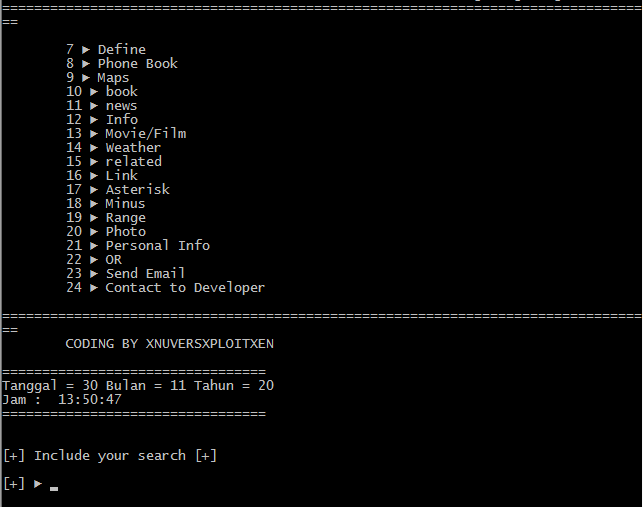 ================================================================================
==
7 ► Define
8 ► Phone Book
9 ► Maps
10 ► book
11 ► news
12 ► Info
13 ► Movie/Film
14 ► Weather
15 ► related
16 ► Link
17 ► Asterisk
18 ► Minus
19 ► Range
20 ► Photo
21 ► Personal Info
22 ► OR
23 ► Send Email
24 ► Contact to Developer
================================================================================
==
CODING BY XNUVERSXPLOITXEN
=================================
Tanggal = 30 Bulan = 11 Tahun = 20
Jam :  13:50:47
=================================
[+] Include your search [+]
[+] ►